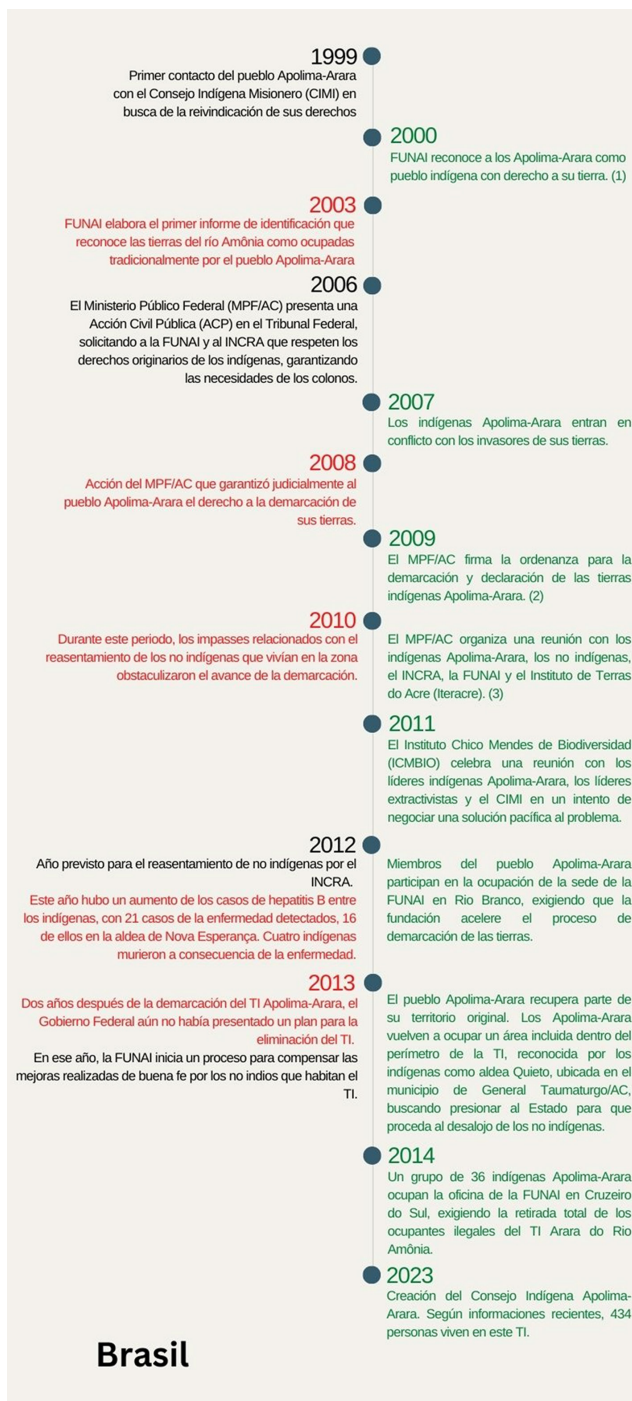 1999
Primer contacto del pueblo Apolima-Arara
con el Consejo Indígena Misionero (CIMI) en
busca de la reivindicación de sus derechos
2000
FUNAI reconoce a los Apolima-Arara como
pueblo indígena con derecho a su tierra. (1)
2003
FUNAI elabora el primer informe de identificación que
reconoce las tierras del río Amônia como ocupadas
tradicionalmente por el pueblo Apolima-Arara
2006
El Ministerio Público Federal (MPF/AC) presenta una
Acción Civil Pública (ACP) en el Tribunal Federal,
solicitando a la FUNAI y al INCRA que respeten los
derechos originarios de los indígenas, garantizando
las necesidades de los colonos.
2007
Los indígenas Apolima-Arara entran en
conflicto con los invasores de sus tierras.
2008
Acción del MPF/AC que garantizó judicialmente al
pueblo Apolima-Arara el derecho a la demarcación de
sus tierras.
2009
El MPF/AC firma la ordenanza para la
demarcación y declaración de las tierras
indígenas Apolima-Arara. (2)
2010
Durante este periodo, los impasses relacionados con el
reasentamiento de los no indígenas que vivían en la zona
obstaculizaron el avance de la demarcación.
El MPF/AC organiza una reunión con los
indígenas Apolima-Arara, los no indígenas,
el INCRA, la FUNAI y el Instituto de Terras
do Acre (Iteracre). (3)
2011
El Instituto Chico Mendes de Biodiversidad
(ICMBIO) celebra una reunión con los
líderes indígenas Apolima-Arara, los líderes
extractivistas y el CIMI en un intento de
negociar una solución pacífica al problema.
2012
Año previsto para el reasentamiento de no indígenas por el
INCRA.
Este año hubo un aumento de los casos de hepatitis B entre
los indígenas, con 21 casos de la enfermedad detectados, 16
de ellos en la aldea de Nova Esperança. Cuatro indígenas
murieron a consecuencia de la enfermedad.
Miembros del pueblo Apolima-Arara
participan en la ocupación de la sede de la
FUNAI en Rio Branco, exigiendo que la
fundación acelere el proceso de
demarcación de las tierras.
2013
Dos años después de la demarcación del TI Apolima-Arara, el
Gobierno Federal aún no había presentado un plan para la
eliminación del TI.
En ese año, la FUNAI inicia un proceso para compensar las
mejoras realizadas de buena fe por los no indios que habitan el
TI.
El pueblo Apolima-Arara recupera parte de
su territorio original. Los Apolima-Arara
vuelven a ocupar un área incluida dentro del
perímetro de la TI, reconocida por los
indígenas como aldea Quieto, ubicada en el
municipio de General Taumaturgo/AC,
buscando presionar al Estado para que
proceda al desalojo de los no indígenas.
2014
Un grupo de 36 indígenas Apolima-Arara
ocupan la oficina de la FUNAI en Cruzeiro
do Sul, exigiendo la retirada total de los
ocupantes ilegales del TI Arara do Rio
Amônia.
2023
Creación del Consejo Indígena Apolima-
Arara. Según informaciones recientes, 434
personas viven en este TI.
Brasil